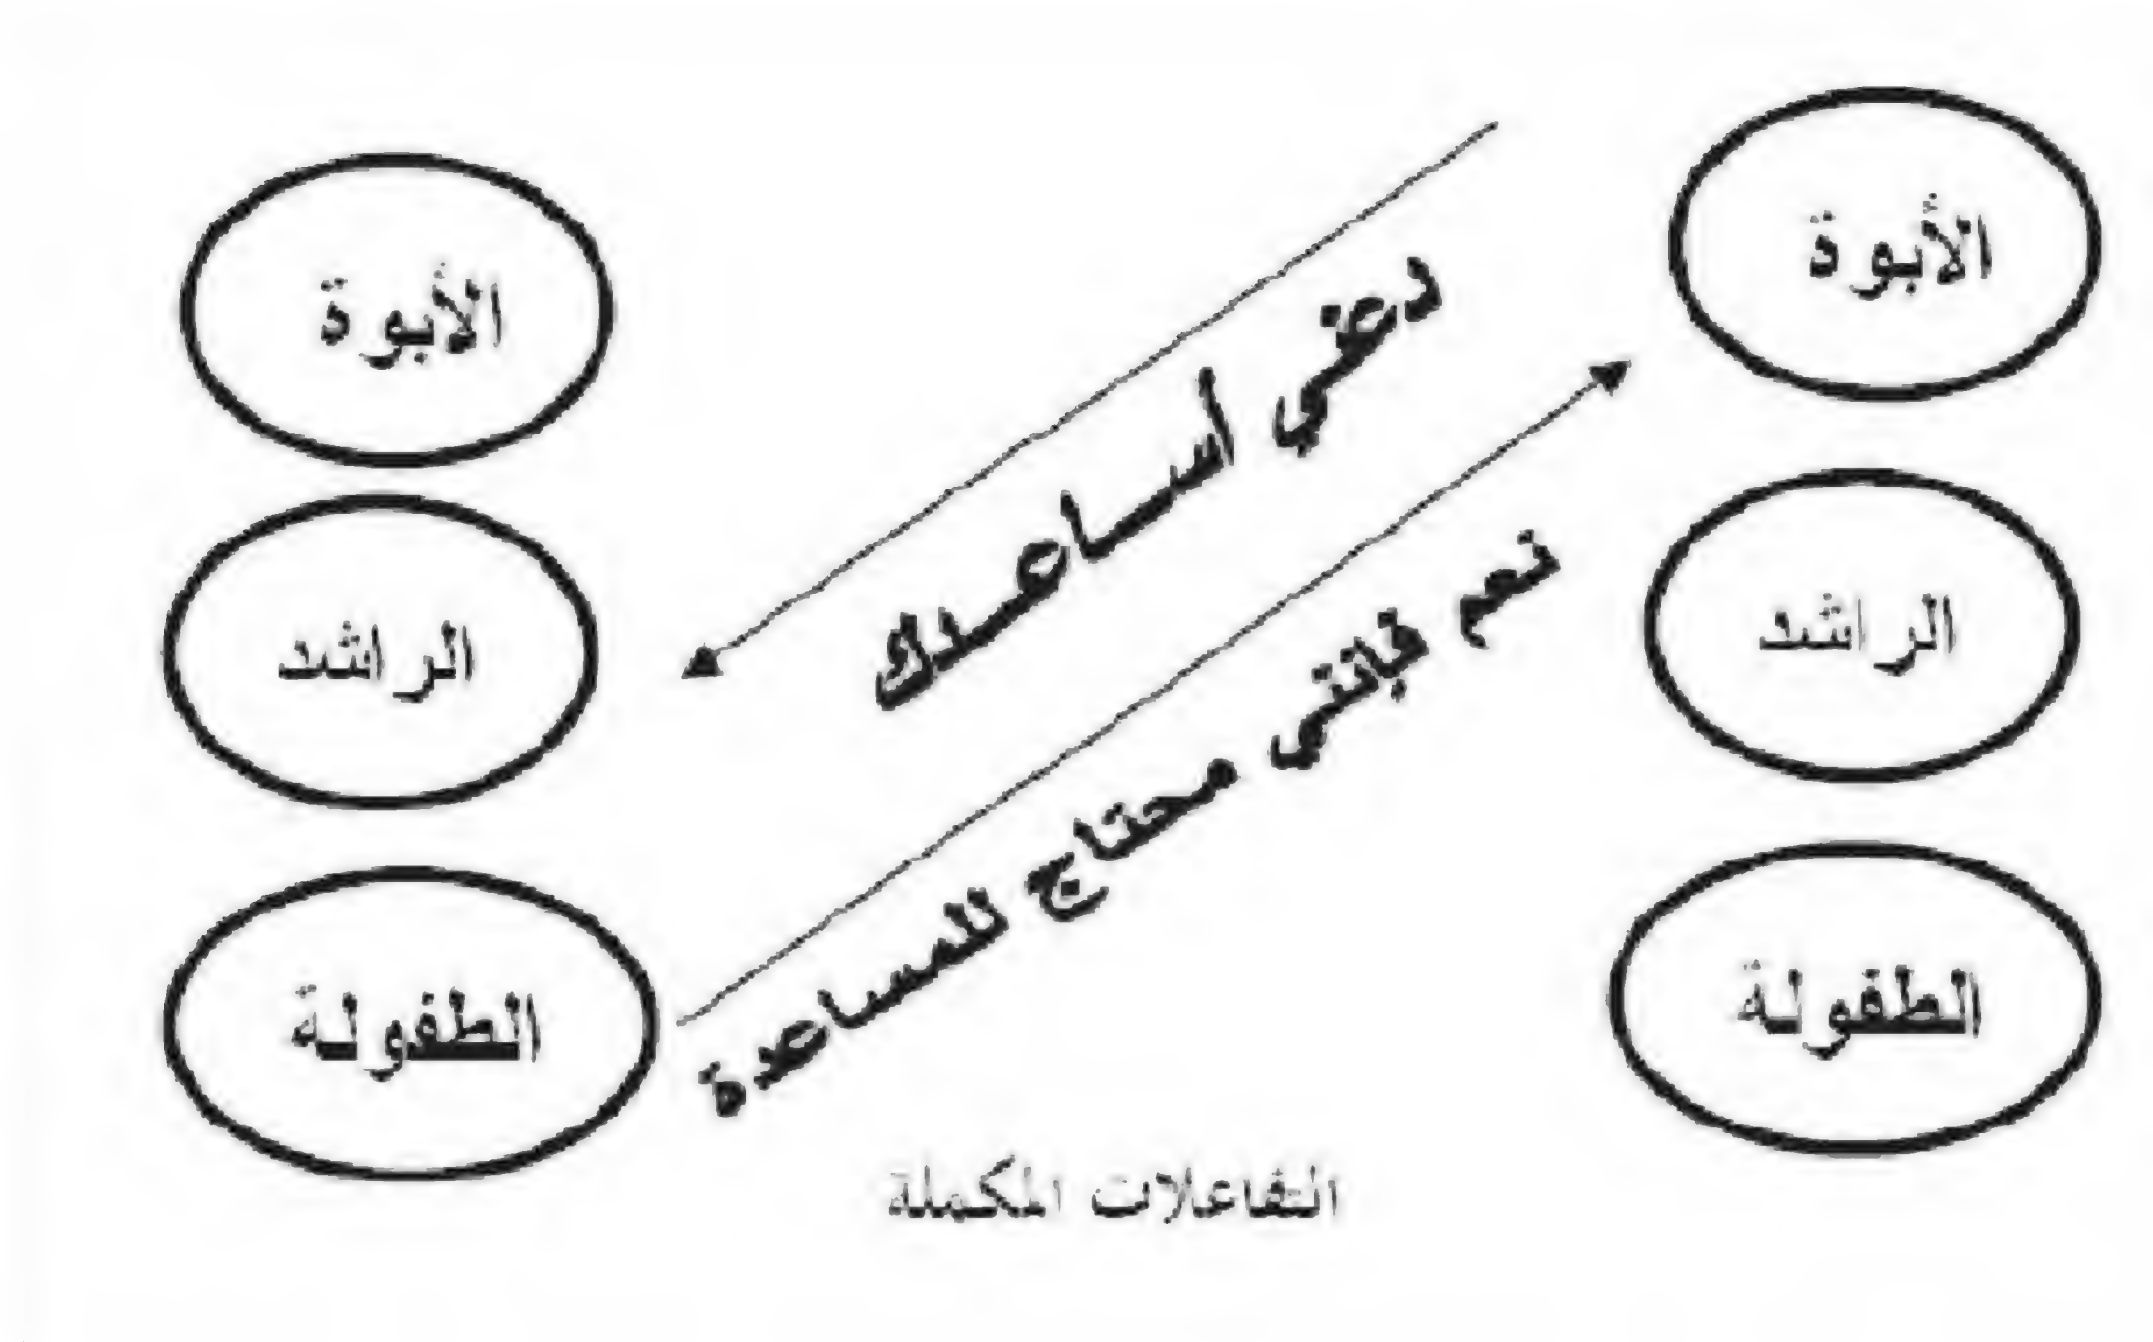 الأبوة
الأبوة
دعني أساعدك
الراشد
الراشد
نعم فإنني محتاج للمساعدة
الطفولة
الطفولة
التفاعلات المكملة